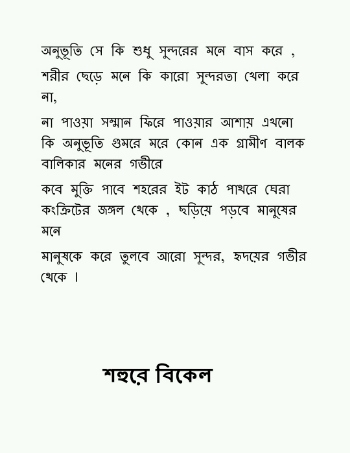 অনুভূতি সে কি শুধু সুন্দরের মনে বাস করে ,
শরীর ছেড়ে মনে কি কারো সুন্দরতা খেলা করে
না,
না পাওয়া সম্মান ফিরে পাওয়ার আশায় এখনো
কি অনুভূতি গুমরে মরে কোন এক গ্রামীণ বালক
বালিকার মনের গভীরে
কবে মুক্তি পাবে শহরের ইট কাঠ পাথরে ঘেরা
কংক্রিটের জঙ্গল থেকে , ছড়িয়ে পড়বে মানুষের
মনে
মানুষকে করে তুলবে আরো সুন্দর, হৃদয়ের গভীর
থেকে ।
শহুরে বিকেল